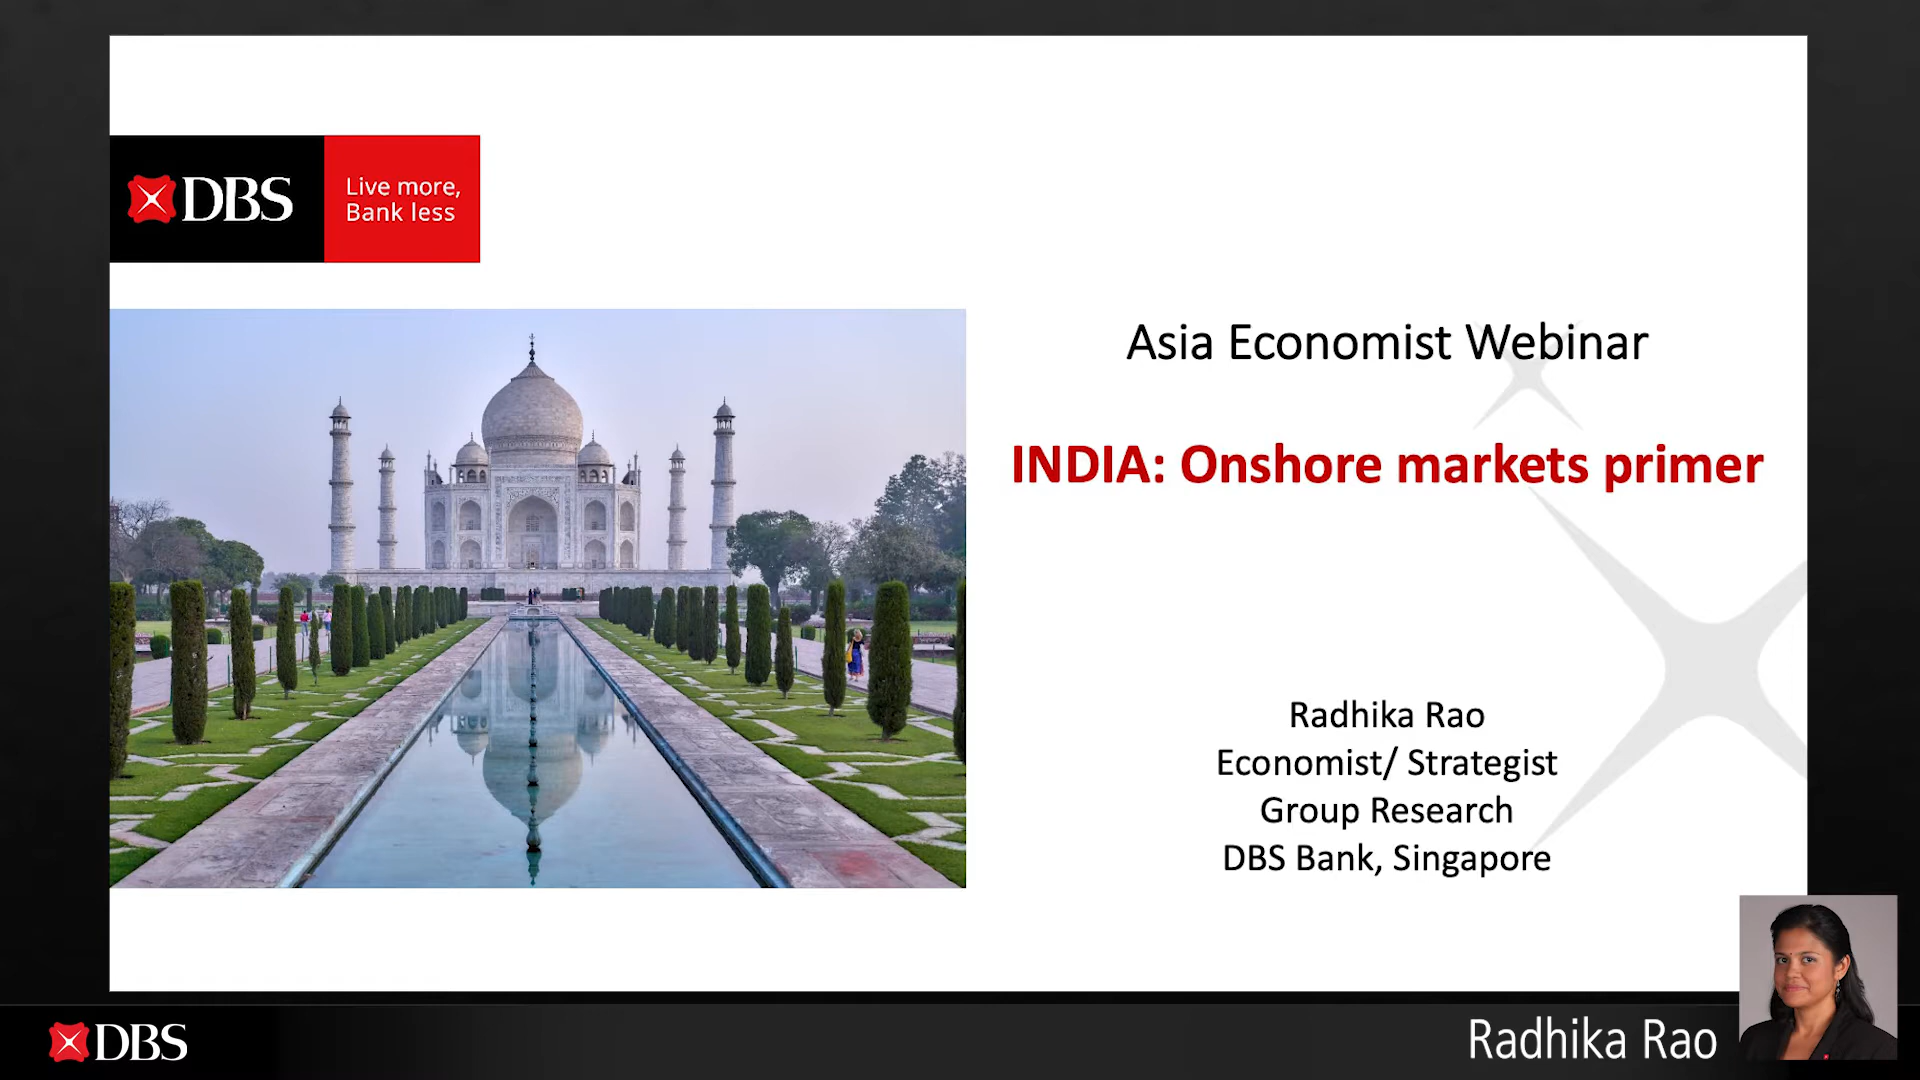 DBS
Live more,
Bank less
Asia Economist Webinar
INDIA: Onshore markets primer
Radhika Rao
Economist/ Strategist
Group Research
DBS Bank, Singapore
DBS
Radhika Rao